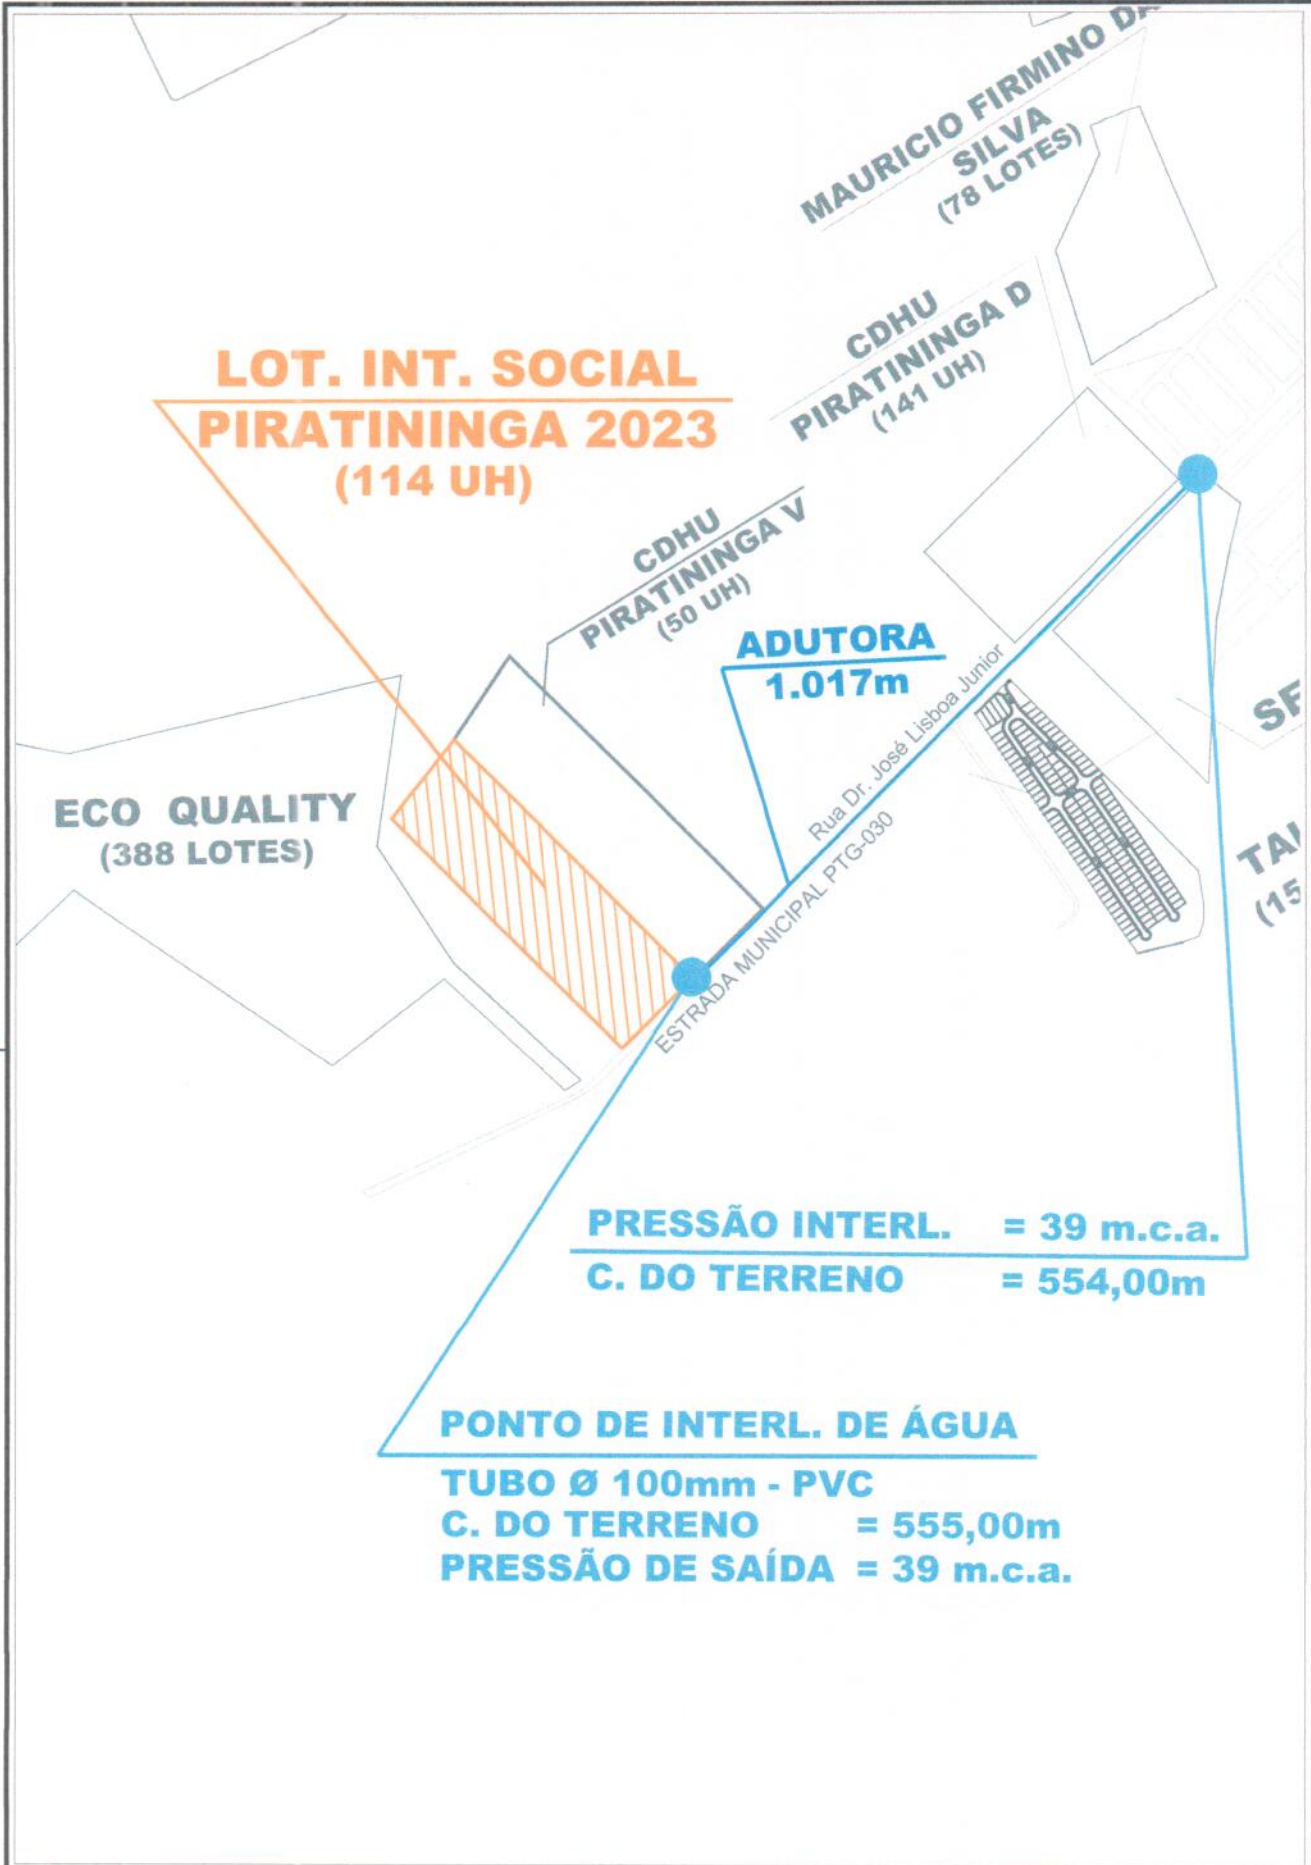 MAURICIO FIRMINO DA
SILVA
(78 LOTES)
CDHU
PIRATININGA D
(141 UH)
LOT. INT. SOCIAL
PIRATININGA 2023
(114 UH)
CDHU
PIRATININGA V
(50 UH)
ADUTORA
1.017m
Rua Dr. José Lisboa Junior
ESTRADA MUNICIPAL PTG-030
ECO QUALITY
(388 LOTES)
PRESSÃO INTERL. = 39 m.c.a.
C. DO TERRENO = 554,00m
PONTO DE INTERL. DE ÁGUA
TUBO Ø 100mm - PVC
C. DO TERRENO = 555,00m
PRESSÃO DE SAÍDA = 39 m.c.a.